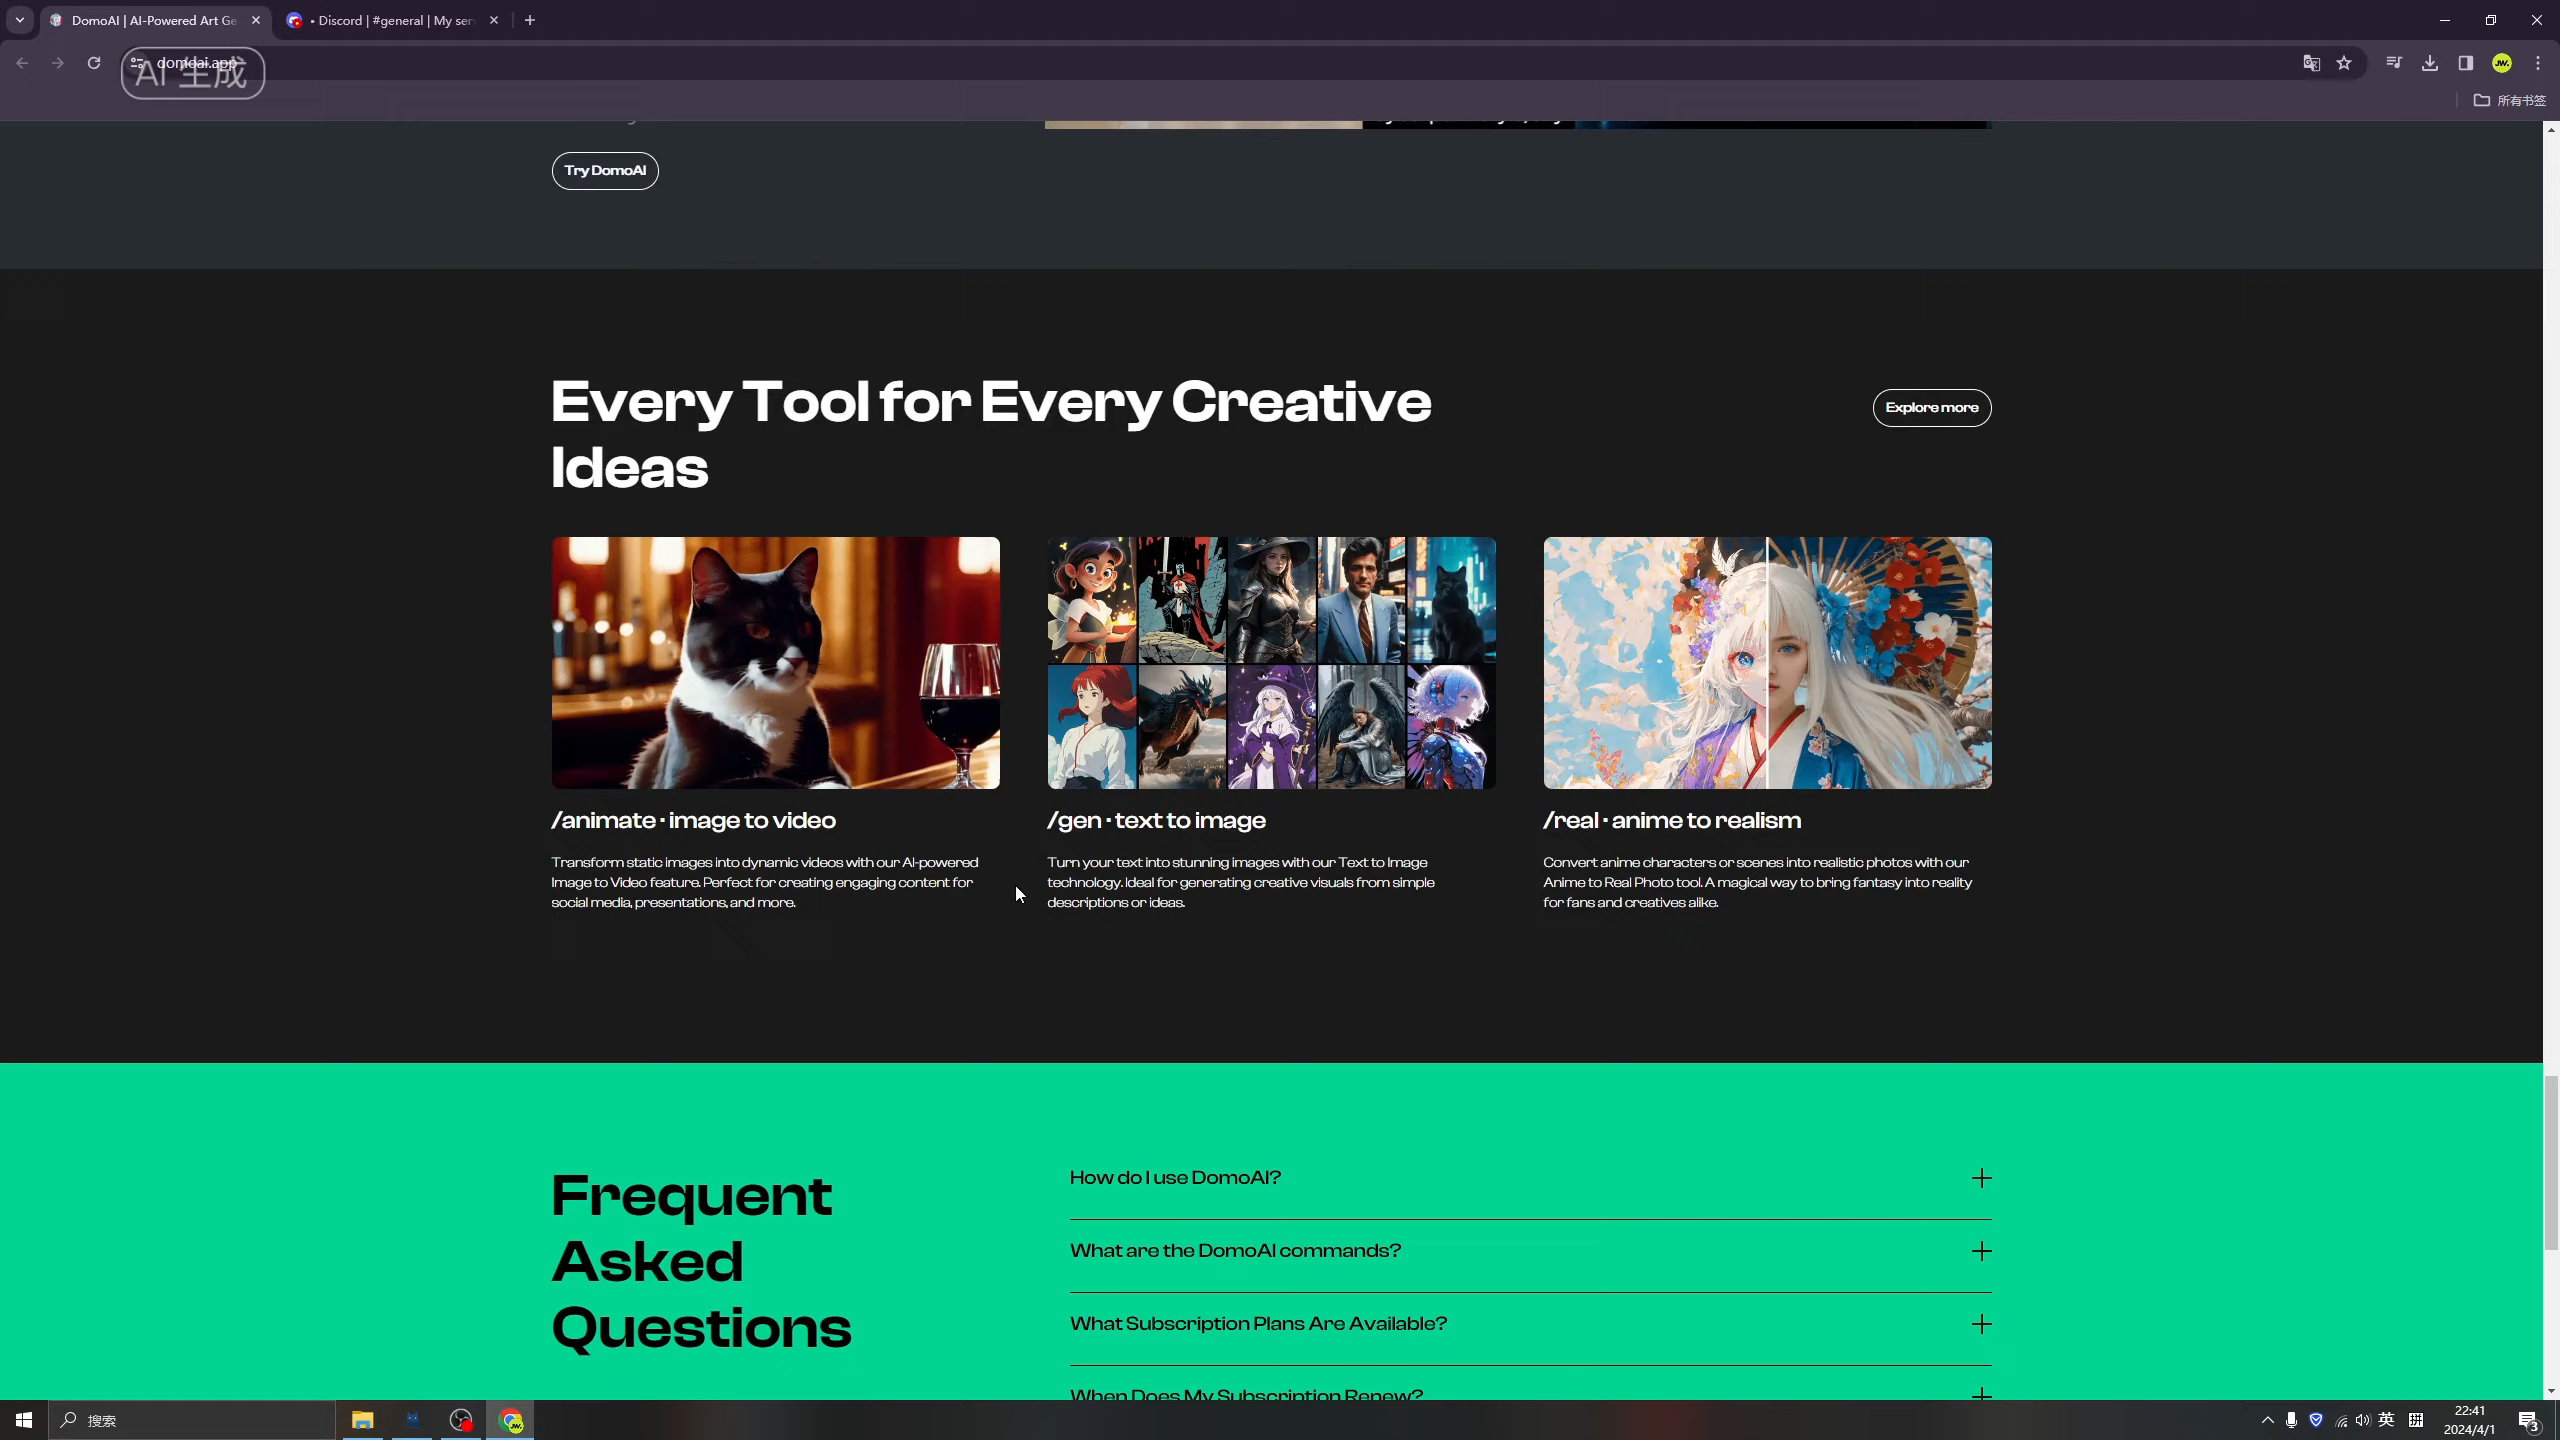 DomoAI | AI-Powered Art Ge
• Discord | #general | My ser
domoai.app
AI 生成
所有书签
Try DomoAI
Every Tool for Every Creative
Ideas
Explore more
/animate · image to video
Transform static images into dynamic videos with our AI-powered
Image to Video feature. Perfect for creating engaging content for
social media, presentations, and more.
/gen · text to image
Turn your text into stunning images with our Text to Image
technology. Ideal for generating creative visuals from simple
descriptions or ideas.
/real · anime to realism
Convert anime characters or scenes into realistic photos with our
Anime to Real Photo tool. A magical way to bring fantasy into reality
for fans and creatives alike.
Frequent
Asked
Questions
How do I use DomoAI?
What are the DomoAI commands?
What Subscription Plans Are Available?
When Does My Subscription Renew?
搜索
英
拼
22:41
2024/4/1
3